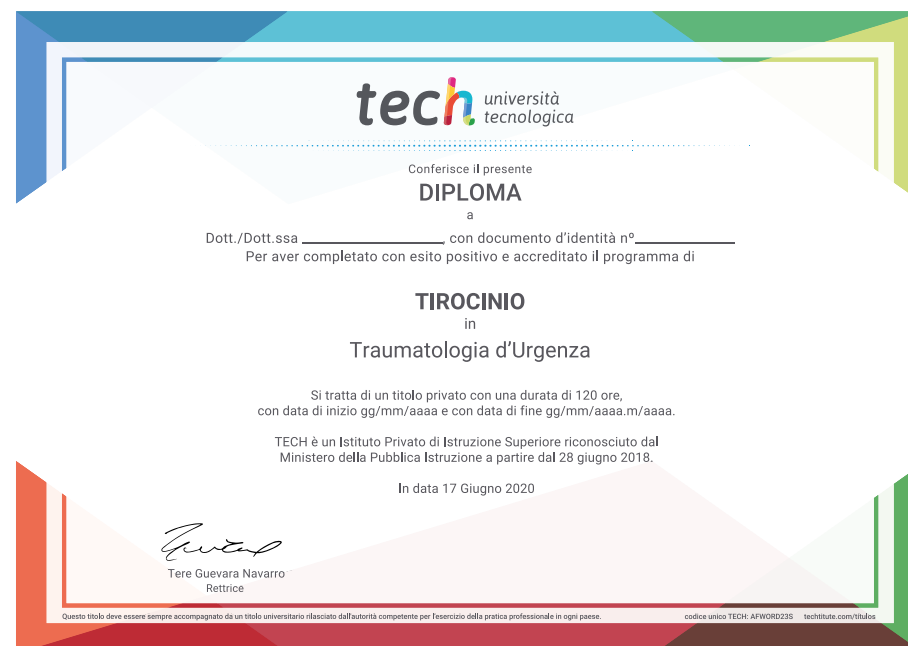 tech università
tecnologica
Conferisce il presente
DIPLOMA
a
Dott./Dott.ssa ____________________, con documento d'identità nº______________
Per aver completato con esito positivo e accreditato il programma di
TIROCINIO
in
Traumatologia d'Urgenza
Si tratta di un titolo privato con una durata di 120 ore,
con data di inizio gg/mm/aaaa e con data di fine gg/mm/aaaa.m/aaaa.
TECH è un Istituto Privato di Istruzione Superiore riconosciuto dal
Ministero della Pubblica Istruzione a partire dal 28 giugno 2018.
In data 17 Giugno 2020
Tere Guevara Navarro
Rettrice
Questo titolo deve essere sempre accompagnato da un titolo universitario rilasciato dall'autorità competente per l'esercizio della pratica professionale in ogni paese. codice unico TECH: AFWORD23S techtitute.com/titulos